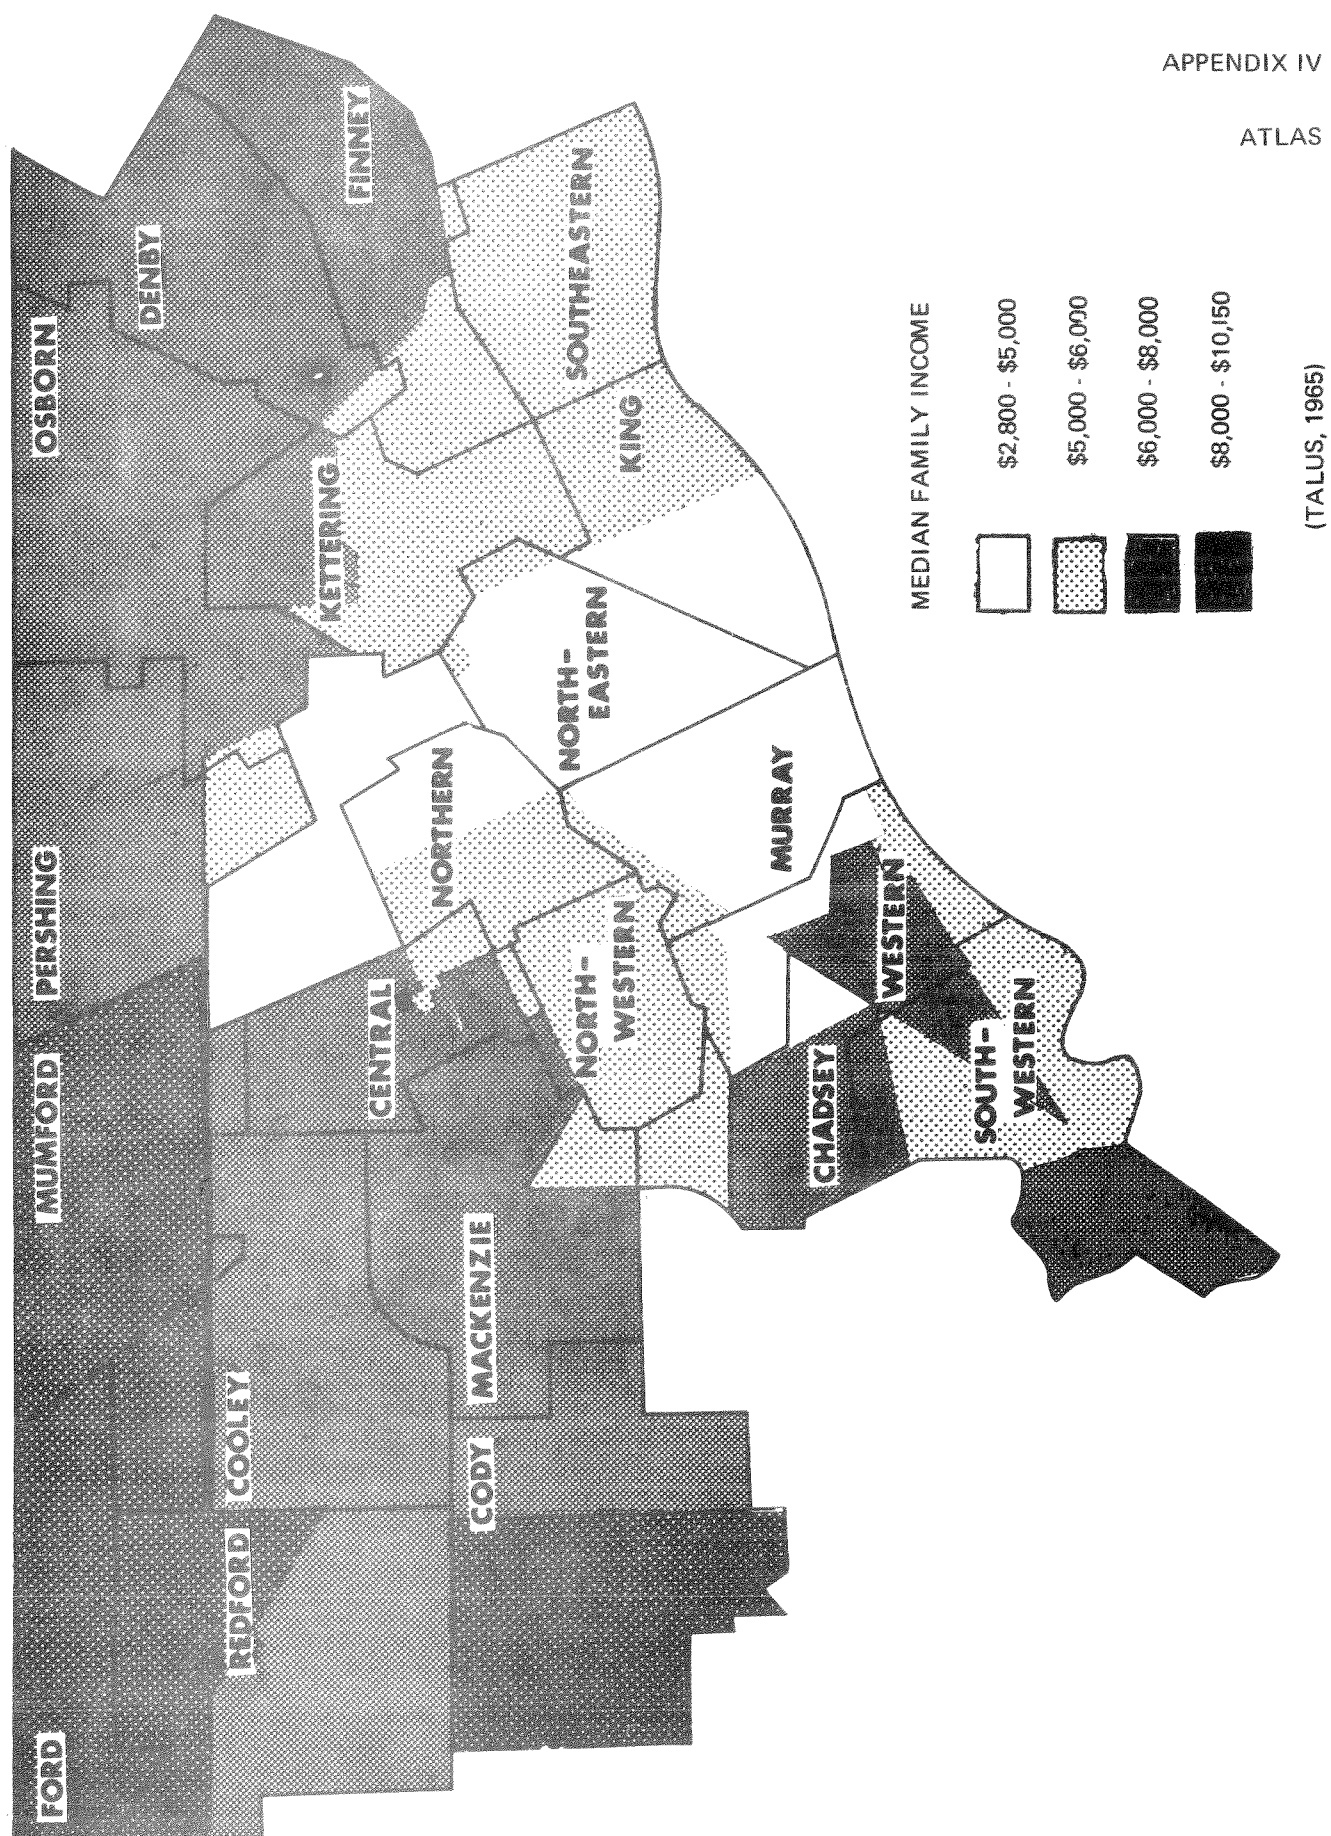 APPENDIX IV
ATLAS
FORD
MUMFORD
PERSHING
OSBORN
DENBY
FINNEY
REDFORD
COOLEY
CENTRAL
KETTERING
NORTHERN
CODY
MACKENZIE
NORTH-
WESTERN
NORTH-
EASTERN
KING
SOUTHEASTERN
MURRAY
CHADSEY
WESTERN
SOUTH-
WESTERN
MEDIAN FAMILY INCOME
$2,800 - $5,000
$5,000 - $6,000
$6,000 - $8,000
$8,000 - $10,150
(TALUS, 1965)